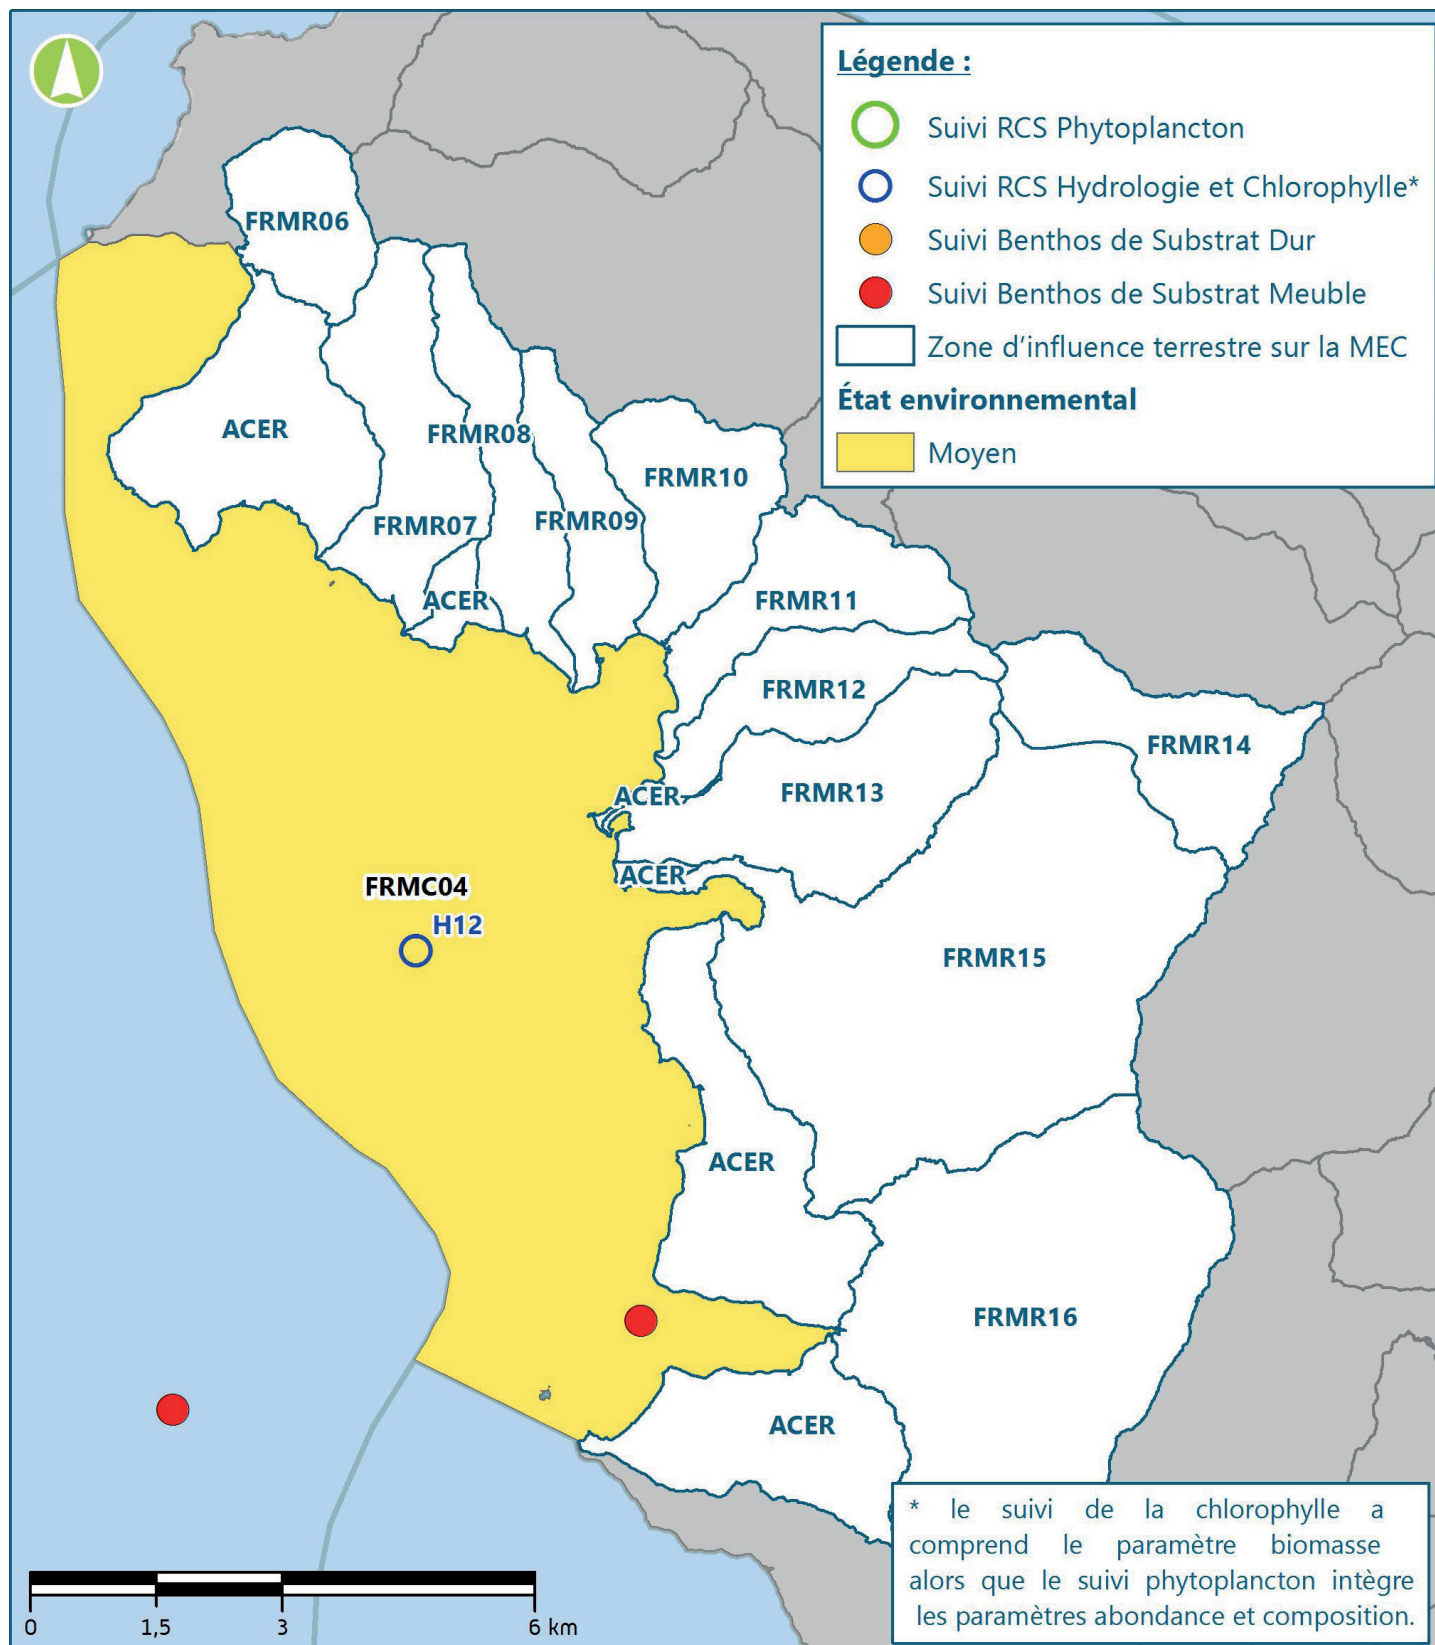 Légende :
Suivi RCS Phytoplancton
Suivi RCS Hydrologie et Chlorophylle*
Suivi Benthos de Substrat Dur
Suivi Benthos de Substrat Meuble
Zone d'influence terrestre sur la MEC
État environnemental
Moyen
FRMR06
ACER
FRMR08
FRMR10
FRMR07
FRMR09
ACER
FRMR11
FRMR12
FRMR14
FRMR13
ACER
ACER
FRMC04
H12
FRMR15
ACER
FRMR16
ACER
* le suivi de la chlorophylle a
comprend le paramètre biomasse
alors que le suivi phytoplancton intègre
les paramètres abondance et composition.
0 1,5 3 6 km